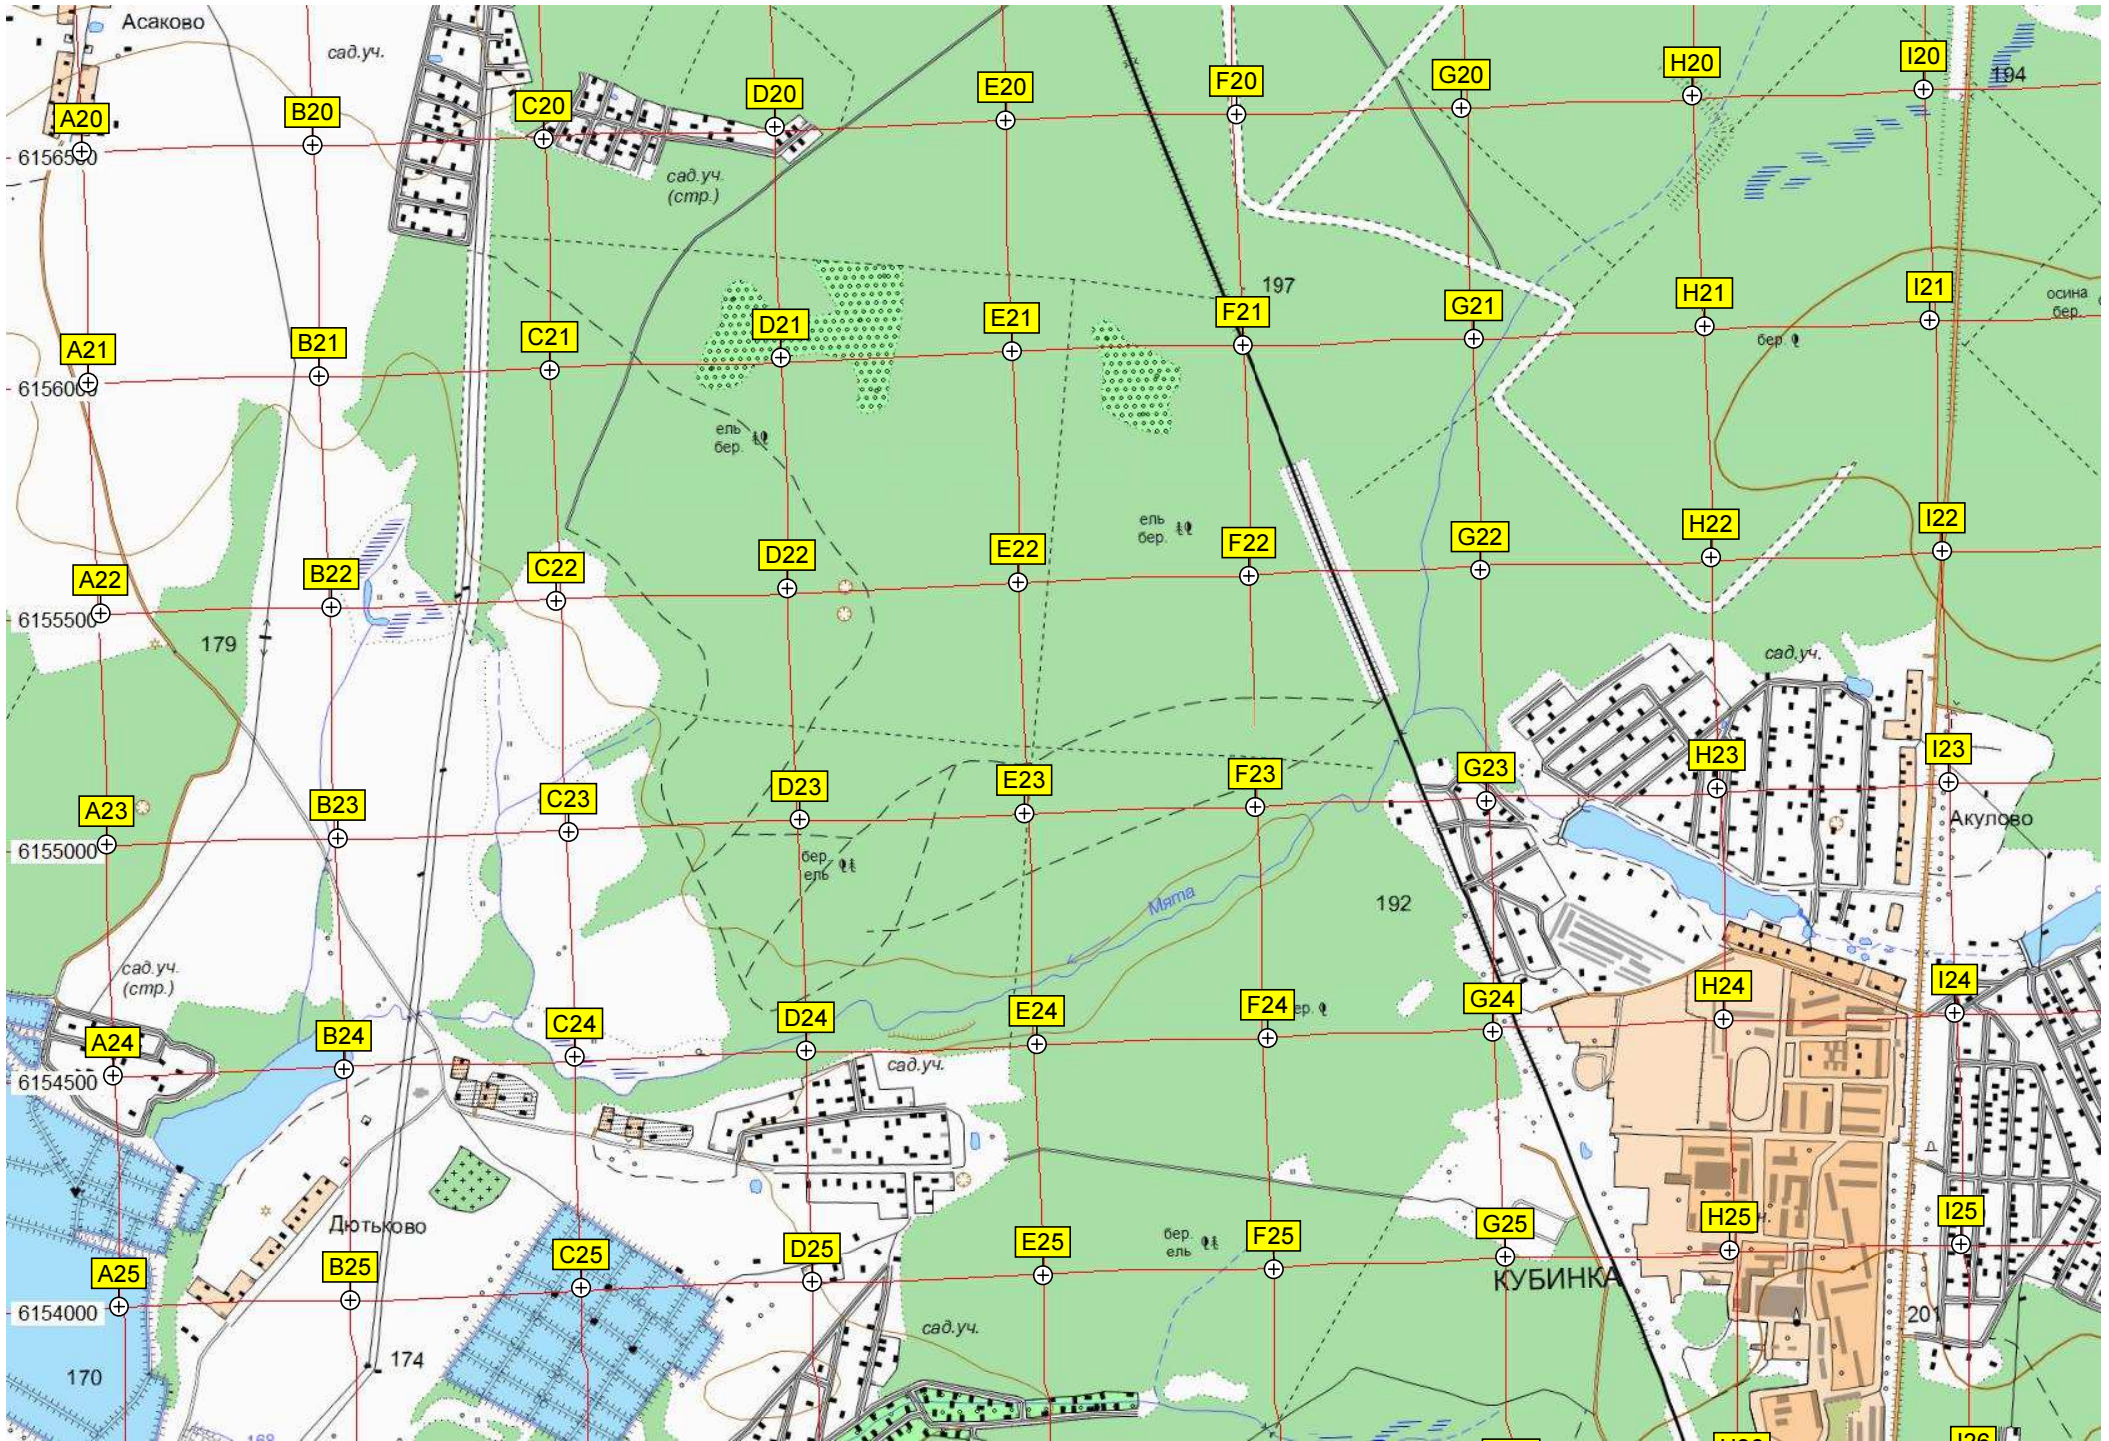 Асаково
сад.уч.
A20
B20
C20
D20
E20
F20
G20
H20
I20
194
6156500
сад.уч.
(стр.)
197
A21
B21
C21
D21
E21
F21
G21
H21
I21
осина
бер.
бер.
6156000
ель
бер.
ель
бер.
A22
B22
C22
D22
E22
F22
G22
H22
I22
6155500
179
сад.уч.
A23
B23
C23
D23
E23
F23
G23
H23
I23
Акулово
6155000
бер.
ель
Мята
192
сад.уч.
(стр.)
A24
B24
C24
D24
E24
F24
G24
H24
I24
6154500
сад.уч.
Дютьково
бер.
ель
A25
B25
C25
D25
E25
F25
G25
H25
I25
КУБИНКА
6154000
201
сад.уч.
170
174
168
I26